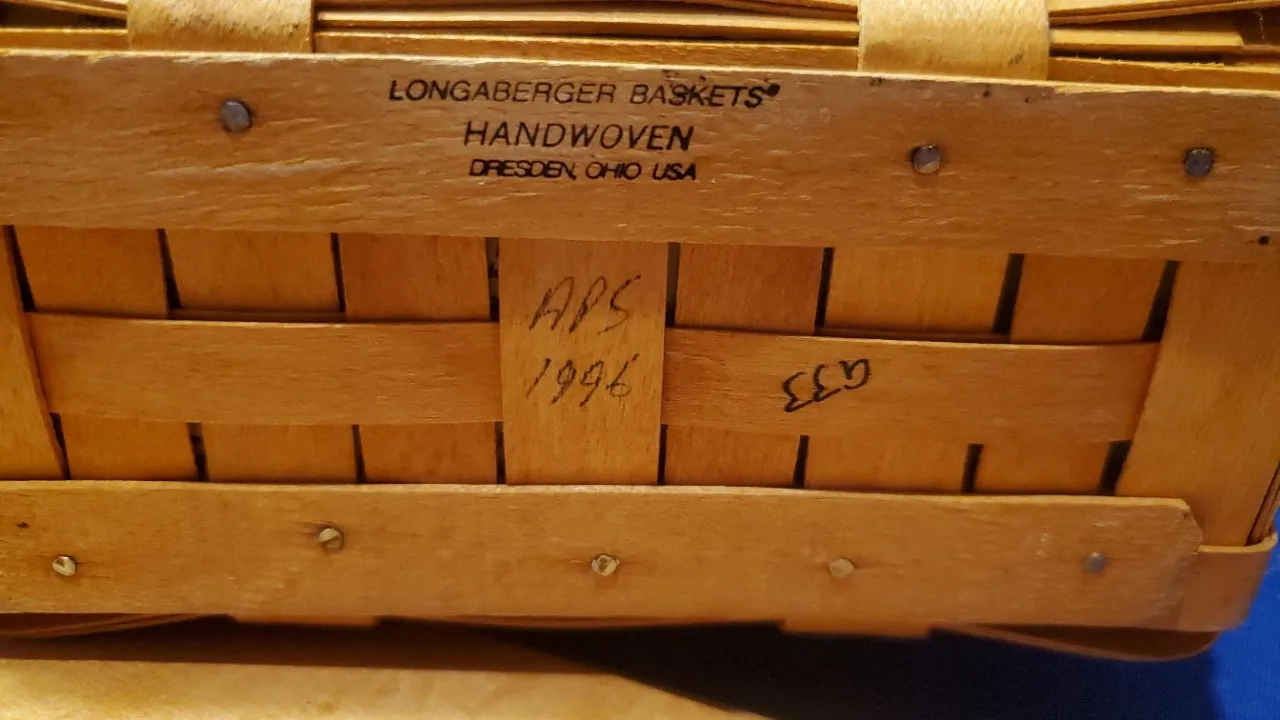 LONGABERGER BASKETS®
HANDWOVEN
DRESDEN, OHIO USA
APS
1996
G33